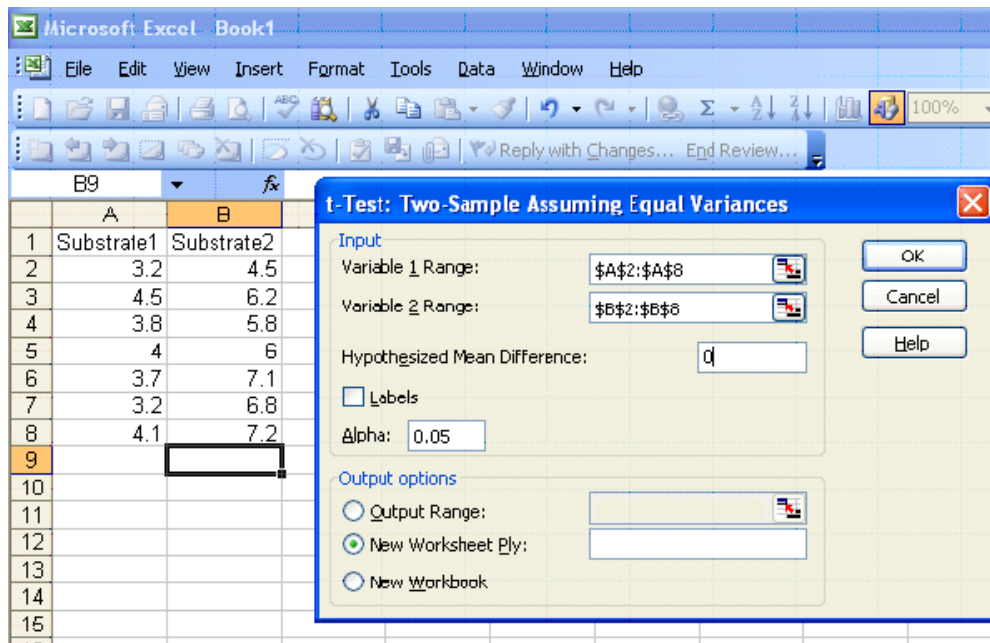 Microsoft Excel Book1
File Edit View Insert Format Tools Data Window Help
ABC Σ A Z Z A 100%
Reply with Changes... End Review...
B9 fx
t-Test: Two-Sample Assuming Equal Variances
A B
1 Substrate1 Substrate2
2 3.2 4.5
3 4.5 6.2
4 3.8 5.8
5 4 6
6 3.7 7.1
7 3.2 6.8
8 4.1 7.2
9
10
11
12
13
14
15
Input
Variable 1 Range: $A$2:$A$8
Variable 2 Range: $B$2:$B$8
Hypothesized Mean Difference: 0
Labels
Alpha: 0.05
OK
Cancel
Help
Output options
Output Range:
New Worksheet Ply:
New Workbook